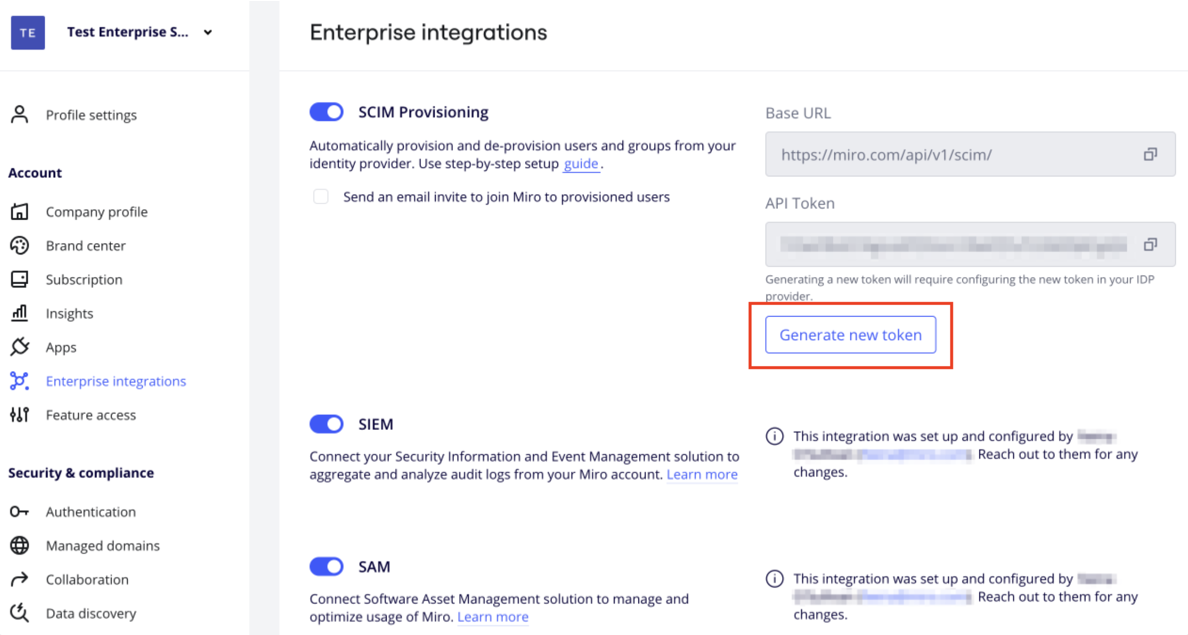 TE
Test Enterprise S...
Profile settings
Account
Company profile
Brand center
Subscription
Insights
Apps
Enterprise integrations
Feature access
Security & compliance
Authentication
Managed domains
Collaboration
Data discovery
Enterprise integrations
SCIM Provisioning
Automatically provision and de-provision users and groups from your
identity provider. Use step-by-step setup guide.
Send an email invite to join Miro to provisioned users
Base URL
https://miro.com/api/v1/scim/
API Token
Generating a new token will require configuring the new token in your IDP
provider.
Generate new token
SIEM
Connect your Security Information and Event Management solution to
aggregate and analyze audit logs from your Miro account. Learn more
This integration was set up and configured by
Reach out to them for any
changes.
SAM
Connect Software Asset Management solution to manage and
optimize usage of Miro. Learn more
This integration was set up and configured by
Reach out to them for any
changes.